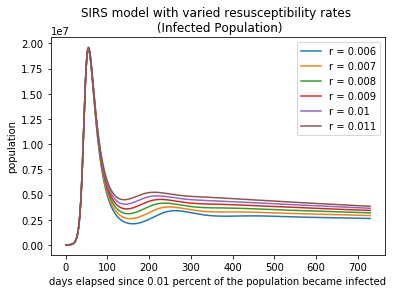 SIRS model with varied resusceptibility rates
(Infected Population)
1e7
2.00
1.75
1.50
1.25
1.00
0.75
0.50
0.25
0.00
population
r = 0.006
r = 0.007
r = 0.008
r = 0.009
r = 0.01
r = 0.011
0 100 200 300 400 500 600 700
days elapsed since 0.01 percent of the population became infected